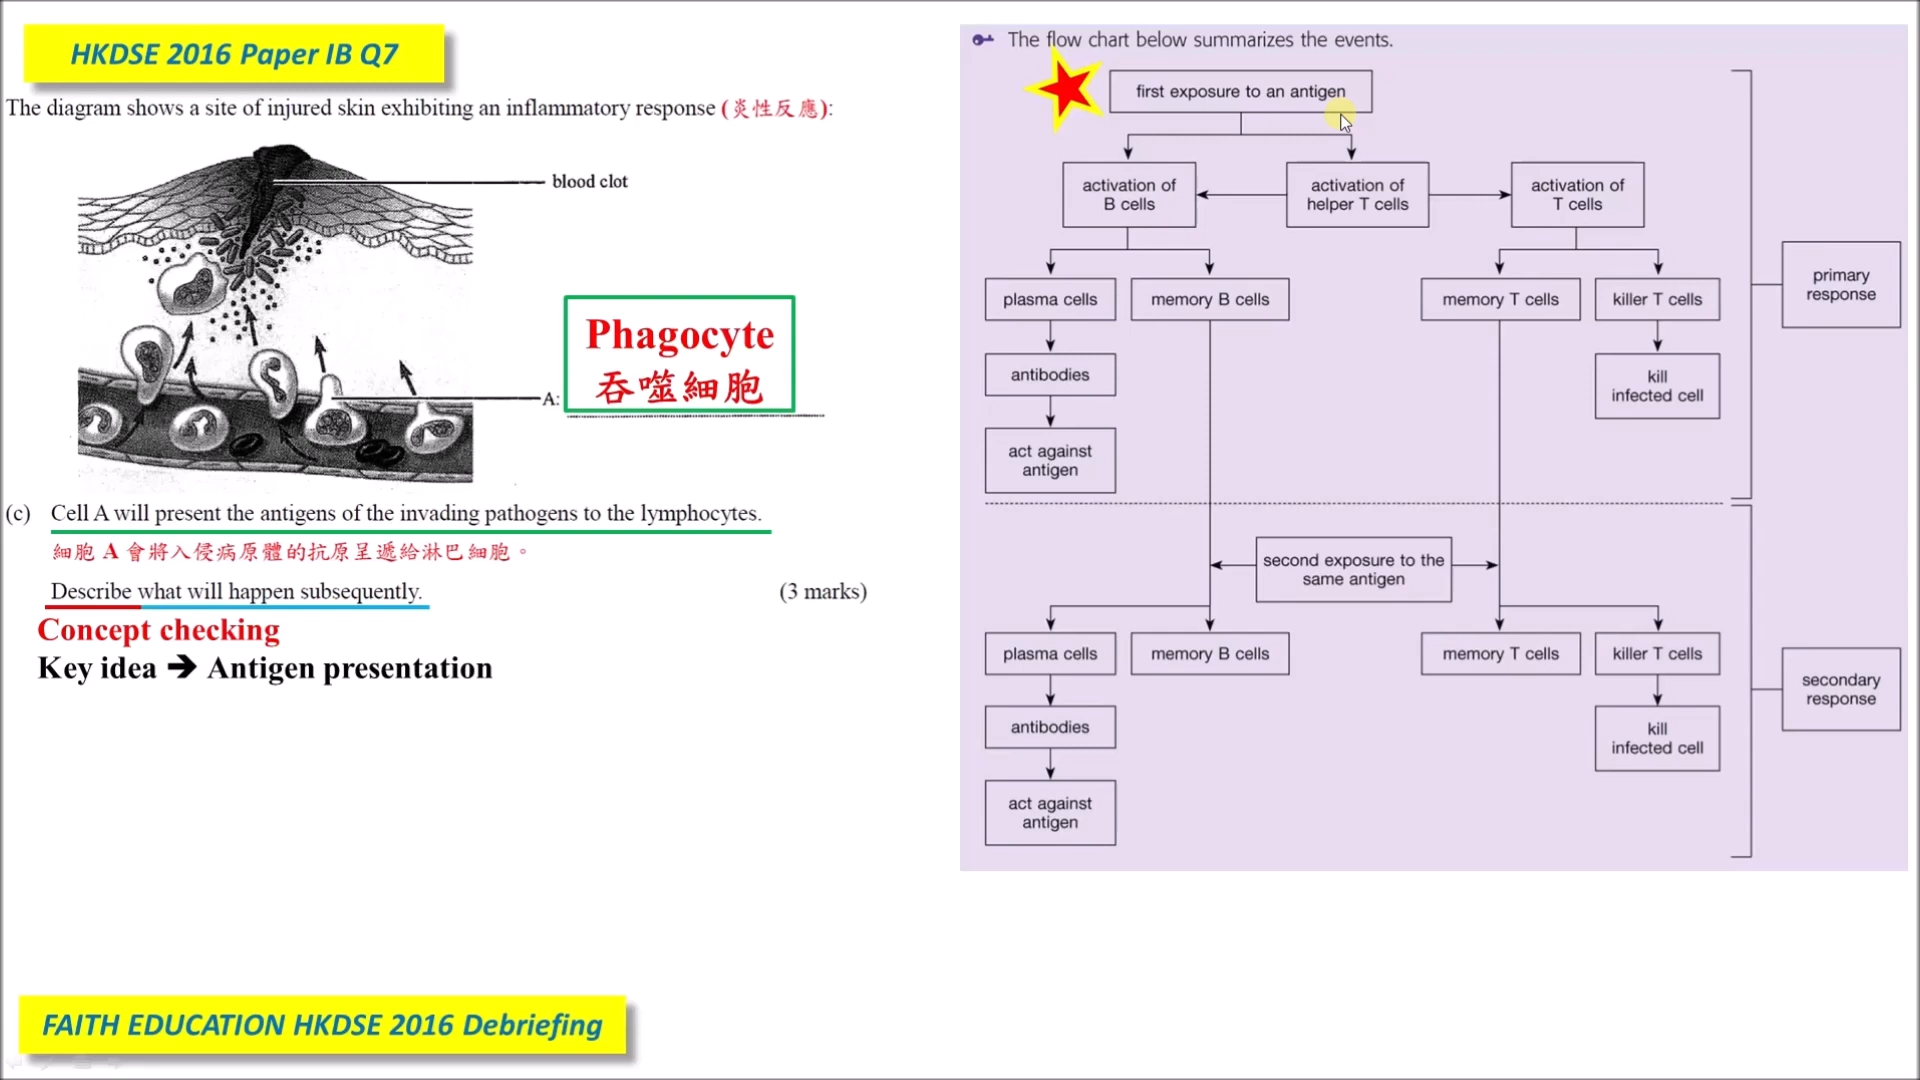 HKDSE 2016 Paper IB Q7
The diagram shows a site of injured skin exhibiting an inflammatory response (炎性反應):
blood clot
Phagocyte
吞噬細胞
A:
(c) Cell A will present the antigens of the invading pathogens to the lymphocytes.
細胞 A 會將入侵病原體的抗原呈遞給淋巴細胞。
Describe what will happen subsequently. (3 marks)
Concept checking
Key idea ➔ Antigen presentation
FAITH EDUCATION HKDSE 2016 Debriefing
The flow chart below summarizes the events.
first exposure to an antigen
activation of
B cells
activation of
helper T cells
activation of
T cells
plasma cells
memory B cells
memory T cells
killer T cells
antibodies
kill
infected cell
act against
antigen
primary
response
second exposure to the
same antigen
plasma cells
memory B cells
memory T cells
killer T cells
antibodies
kill
infected cell
act against
antigen
secondary
response